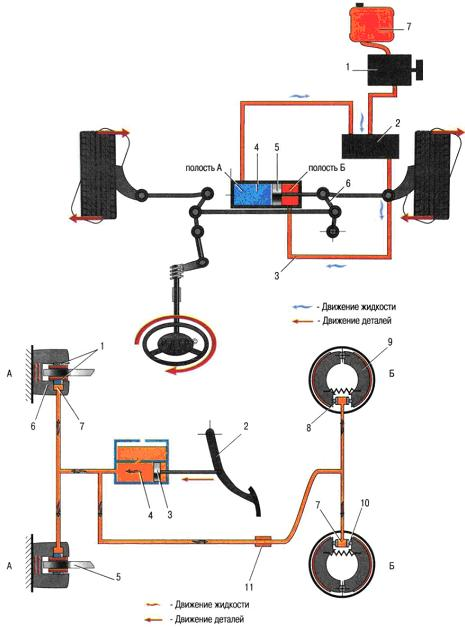 7
1
2
полость А
4
5
полость Б
6
3
- Движение жидкости
- Движение деталей
А
1
6
7
2
4
3
9
Б
8
А
5
7
10
Б
11
- Движение жидкости
- Движение деталей